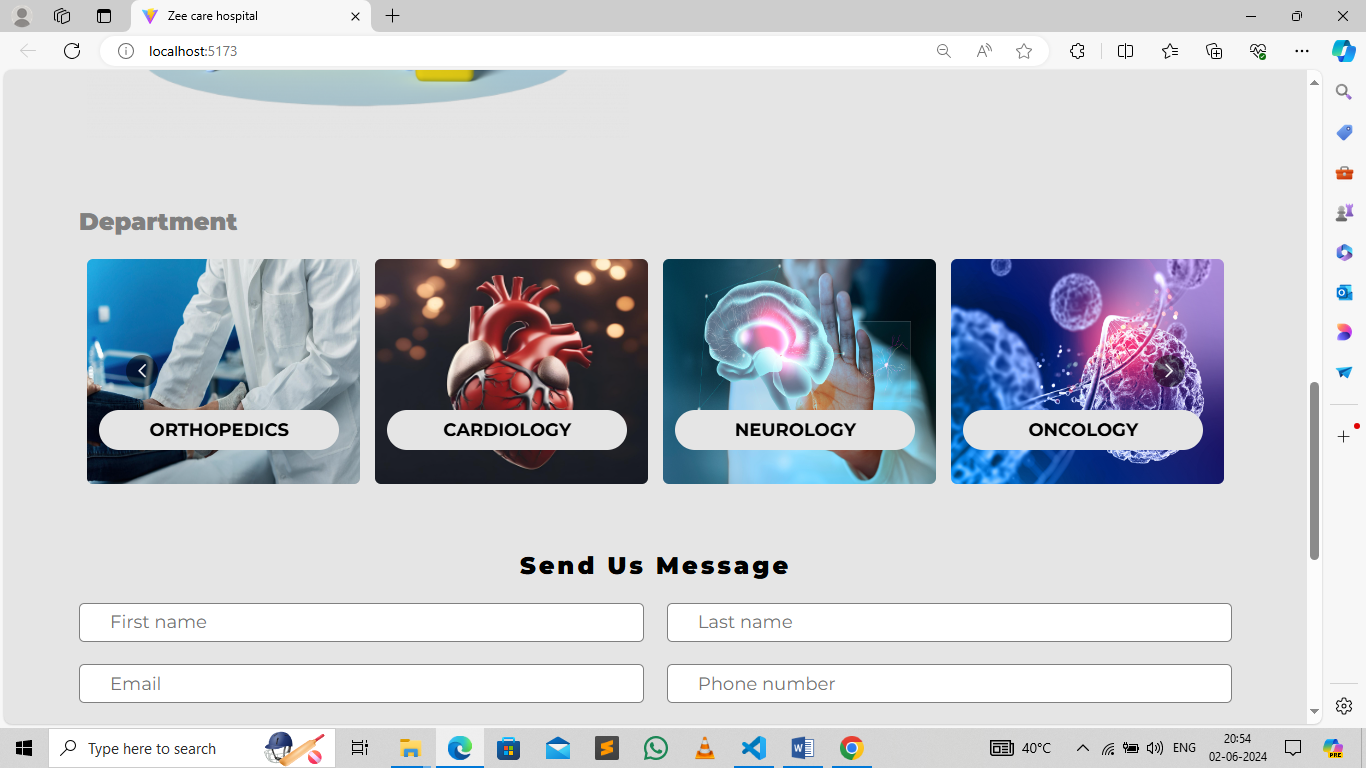 Zee care hospital
localhost:5173
Department
ORTHOPEDICS
CARDIOLOGY
NEUROLOGY
ONCOLOGY
Send Us Message
First name
Last name
Email
Phone number
Type here to search
40°C
ENG
20:54
02-06-2024
PRE